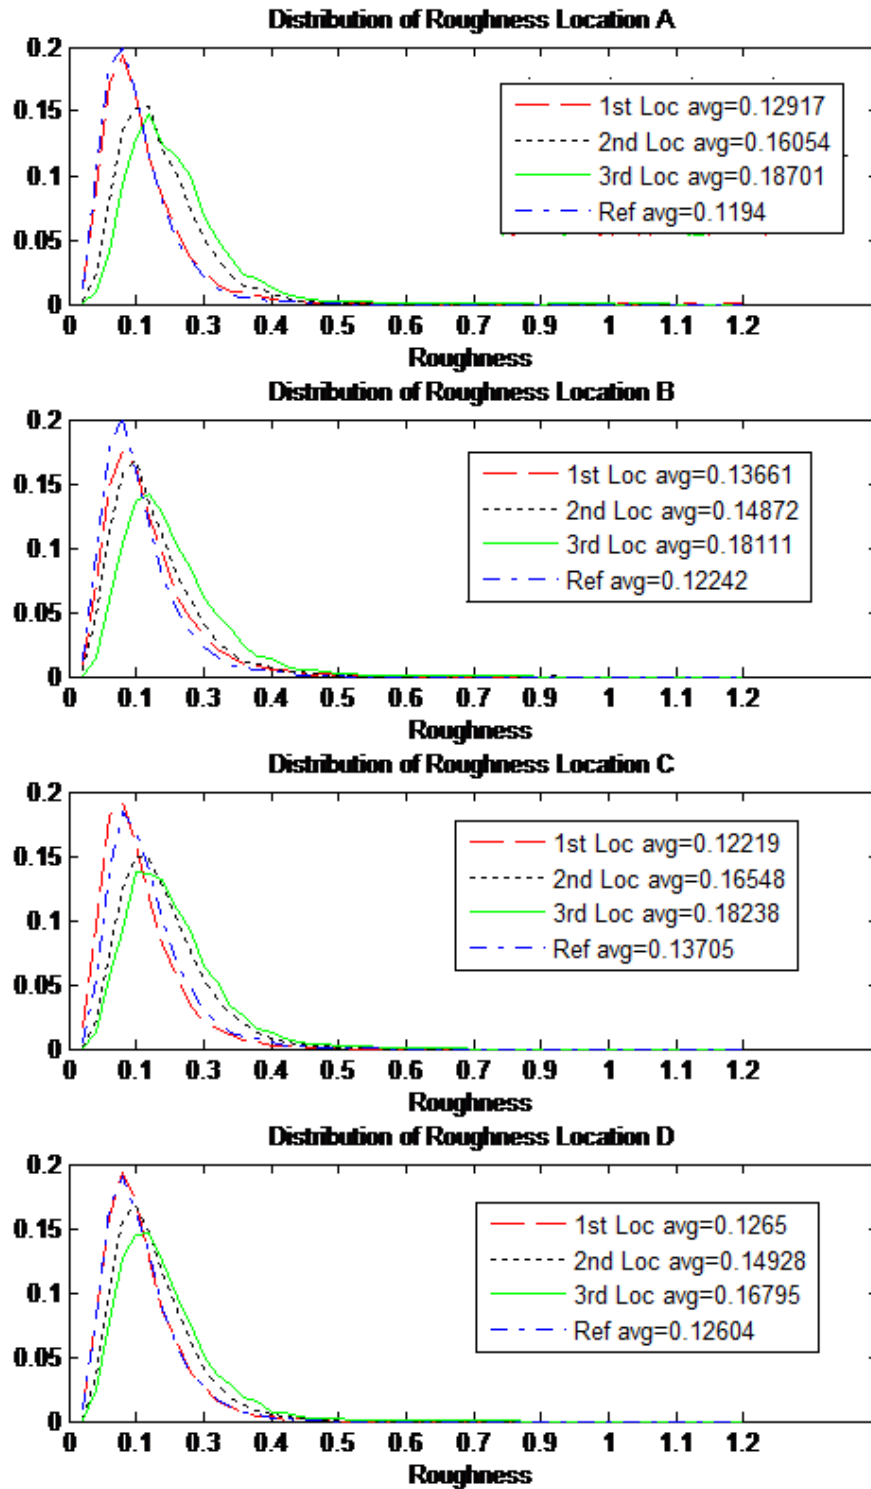 Distribution of Roughness Location A
0.2
0.15
0.1
0.05
0
1st Loc avg=0.12917
2nd Loc avg=0.16054
3rd Loc avg=0.18701
Ref avg=0.1194
0 0.1 0.3 0.4 0.5 0.6 0.7 0.9 1 1.1 1.2
Roughness
Distribution of Roughness Location B
0.2
0.15
0.1
0.05
0
1st Loc avg=0.13661
2nd Loc avg=0.14872
3rd Loc avg=0.18111
Ref avg=0.12242
0 0.1 0.3 0.4 0.5 0.6 0.7 0.9 1 1.1 1.2
Roughness
Distribution of Roughness Location C
0.2
0.15
0.1
0.05
0
1st Loc avg=0.12219
2nd Loc avg=0.16548
3rd Loc avg=0.18238
Ref avg=0.13705
0 0.1 0.3 0.4 0.5 0.6 0.7 0.9 1 1.1 1.2
Roughness
Distribution of Roughness Location D
0.2
0.15
0.1
0.05
0
1st Loc avg=0.1265
2nd Loc avg=0.14928
3rd Loc avg=0.16795
Ref avg=0.12604
0 0.1 0.3 0.4 0.5 0.6 0.7 0.9 1 1.1 1.2
Roughness